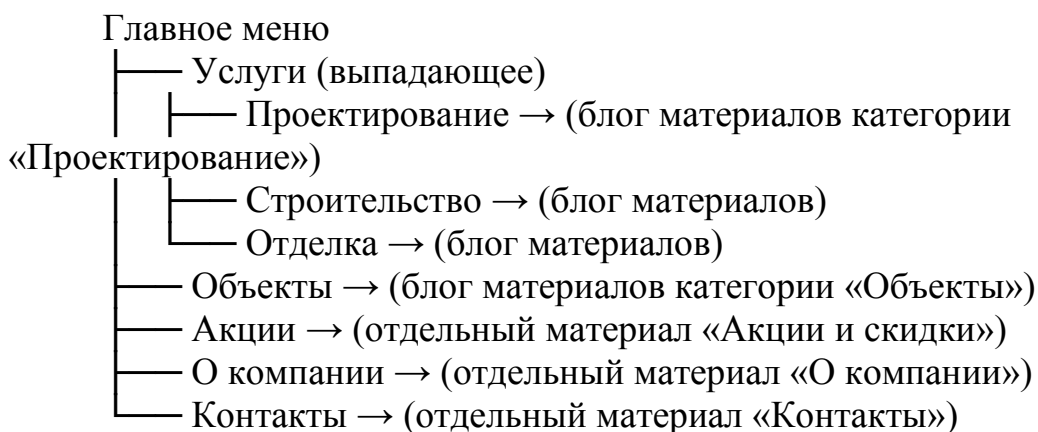 Главное меню
Услуги (выпадающее)
Проектирование → (блог материалов категории
«Проектирование»)
Строительство → (блог материалов)
Отделка → (блог материалов)
Объекты → (блог материалов категории «Объекты»)
Акции → (отдельный материал «Акции и скидки»)
О компании → (отдельный материал «О компании»)
Контакты → (отдельный материал «Контакты»)